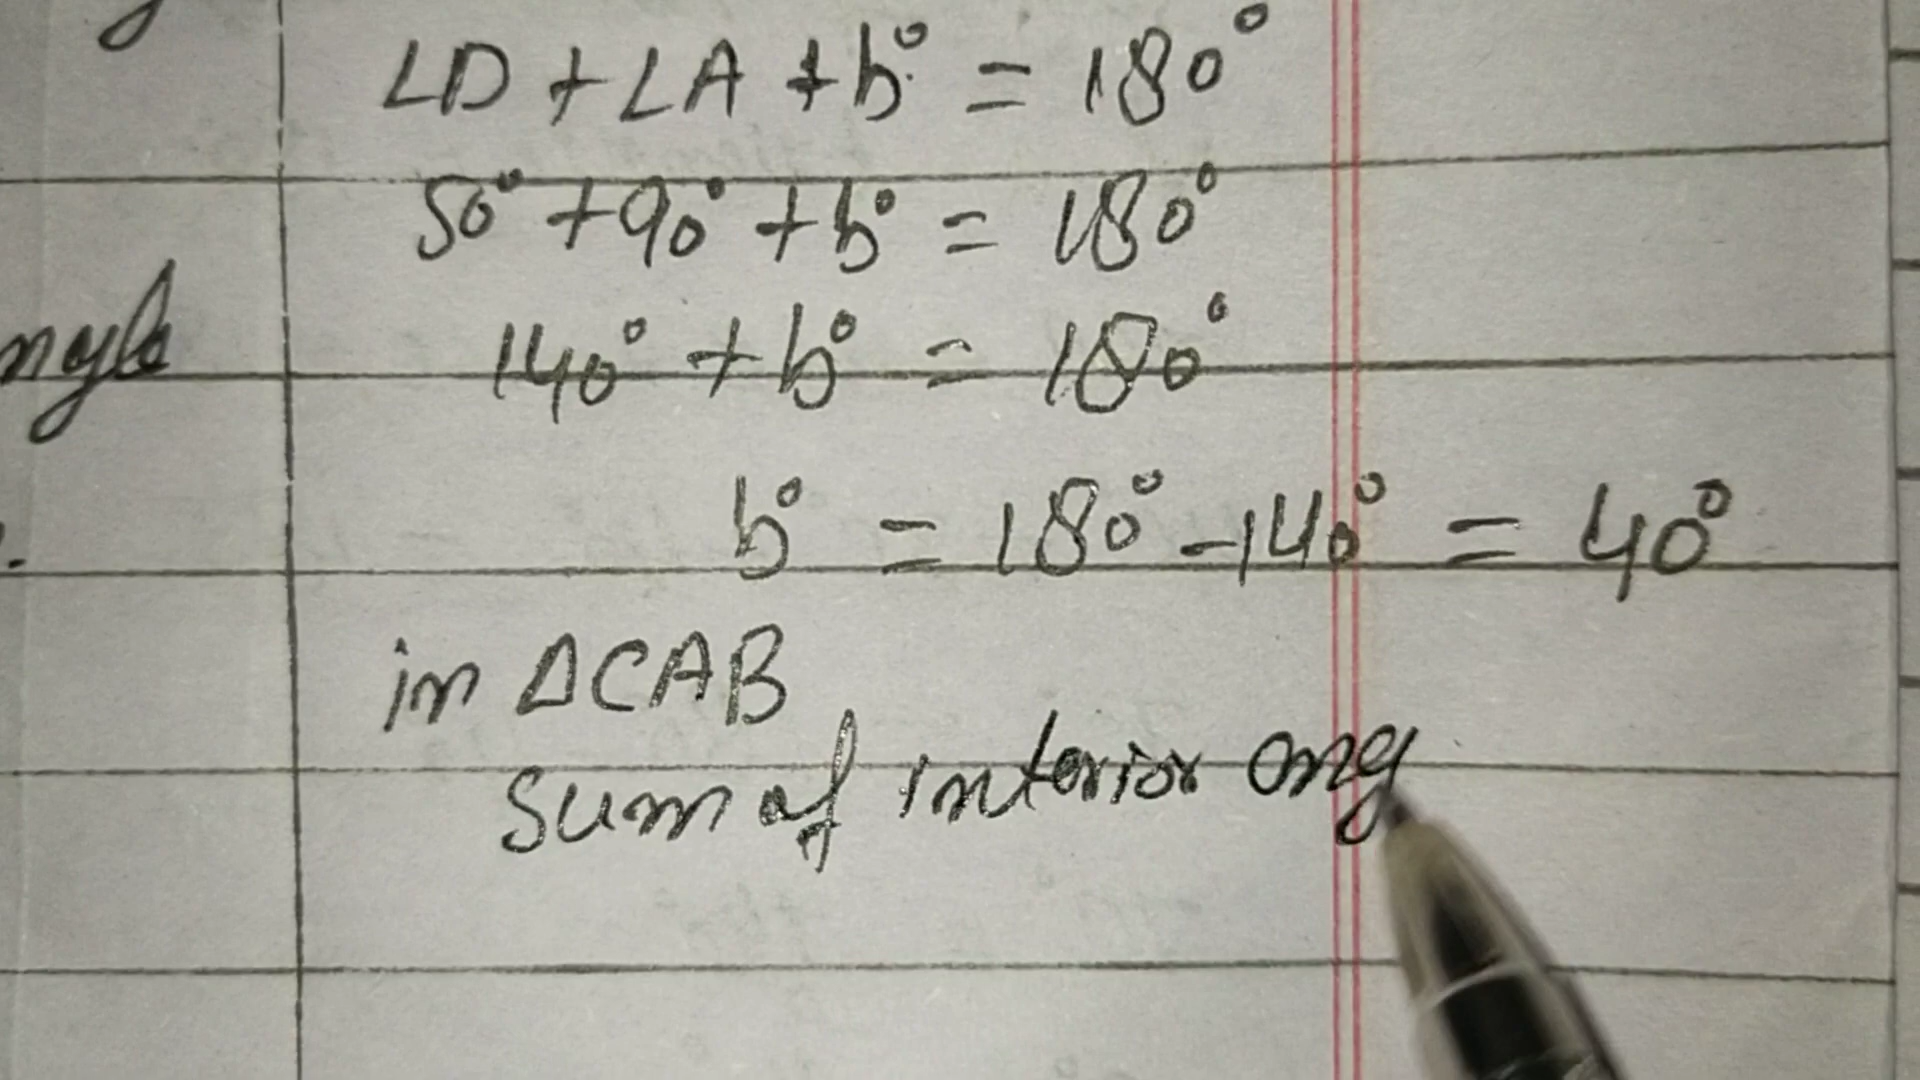 ∠D + ∠A + b° = 180°
50° + 90° + b° = 180°
140° + b° = 180°
b° = 180° - 140° = 40°
in ΔCAB
Sum of interior ang